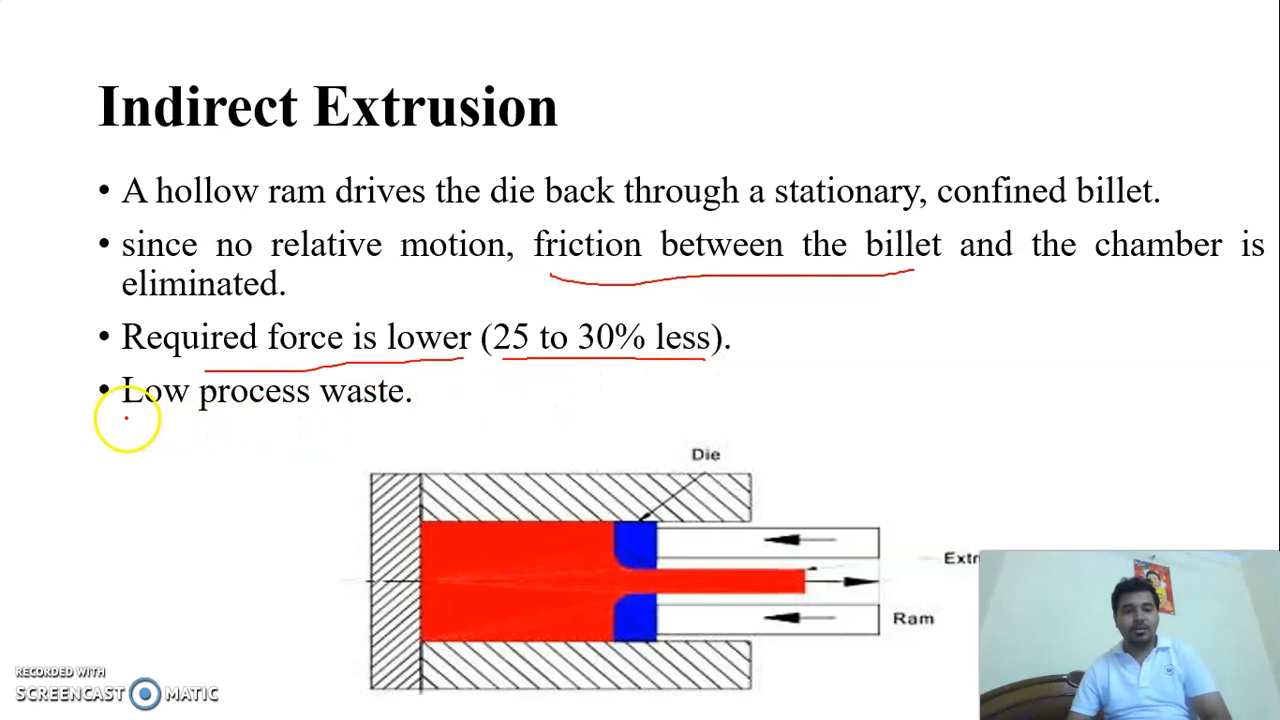 Indirect Extrusion
• A hollow ram drives the die back through a stationary, confined billet.
• since no relative motion, friction between the billet and the chamber is
eliminated.
• Required force is lower (25 to 30% less).
• Low process waste.
Die
Extr
Ram
RECORDED WITH
SCREENCAST MATIC